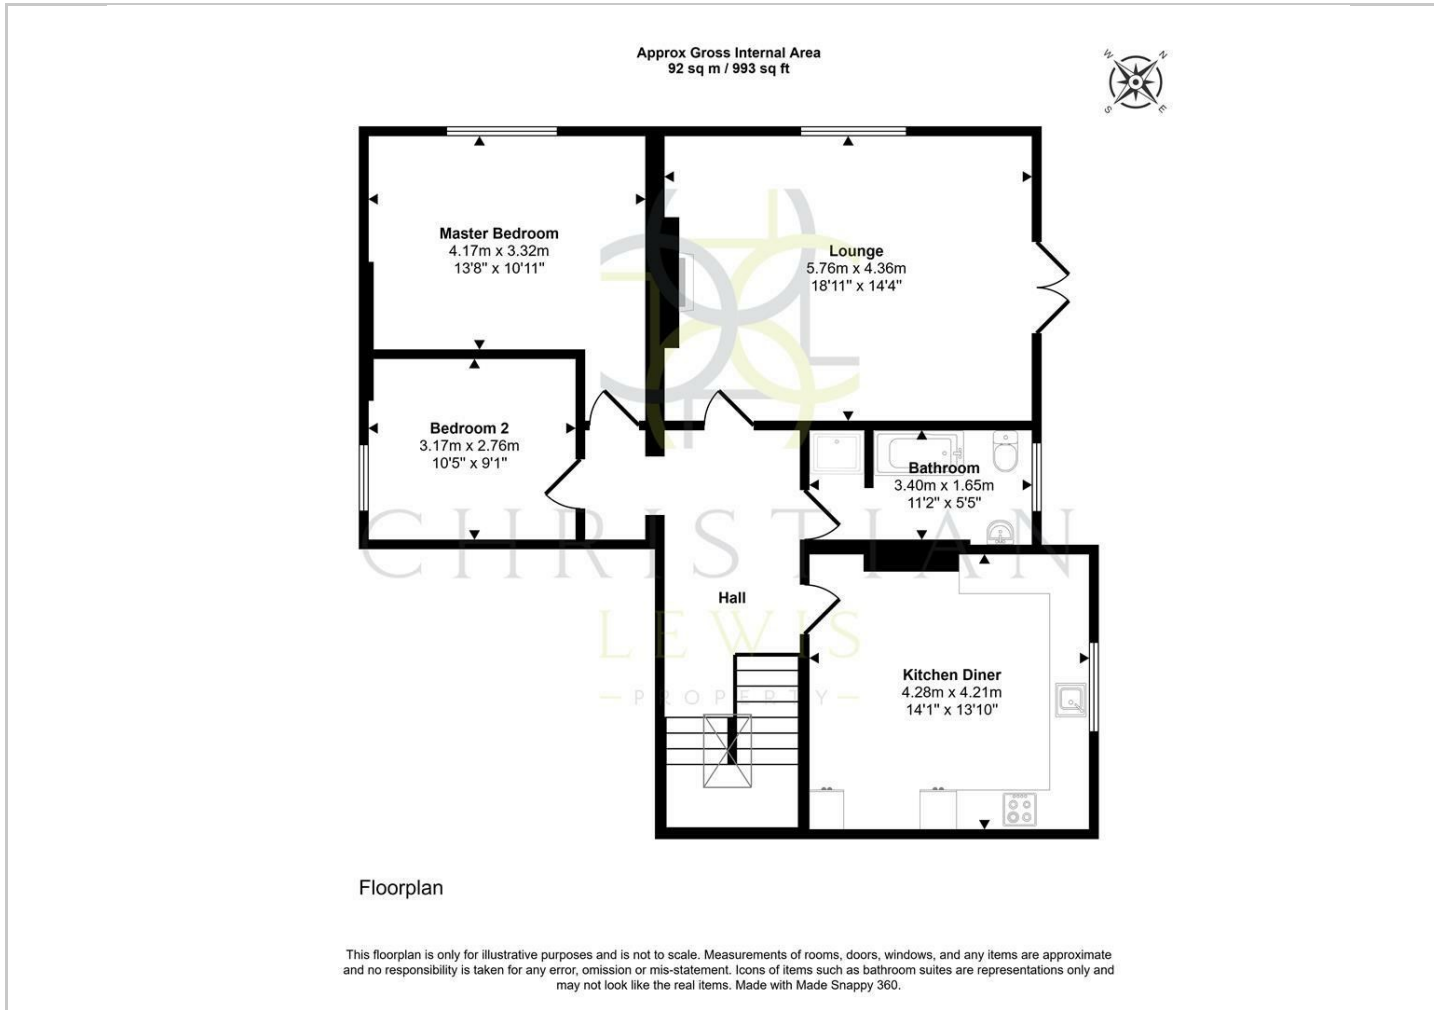 Approx Gross Internal Area
92 sq m / 993 sq ft
W N
S E
Master Bedroom
4.17m x 3.32m
13'8" x 10'11"
Lounge
5.76m x 4.36m
18'11" x 14'4"
Bedroom 2
3.17m x 2.76m
10'5" x 9'1"
Bathroom
3.40m x 1.65m
11'2" x 5'5"
CHRISTIAN
Hall
LEWIS
PROPERTY
Kitchen Diner
4.28m x 4.21m
14'1" x 13'10"
Floorplan
This floorplan is only for illustrative purposes and is not to scale. Measurements of rooms, doors, windows, and any items are approximate
and no responsibility is taken for any error, omission or mis-statement. Icons of items such as bathroom suites are representations only and
may not look like the real items. Made with Made Snappy 360.